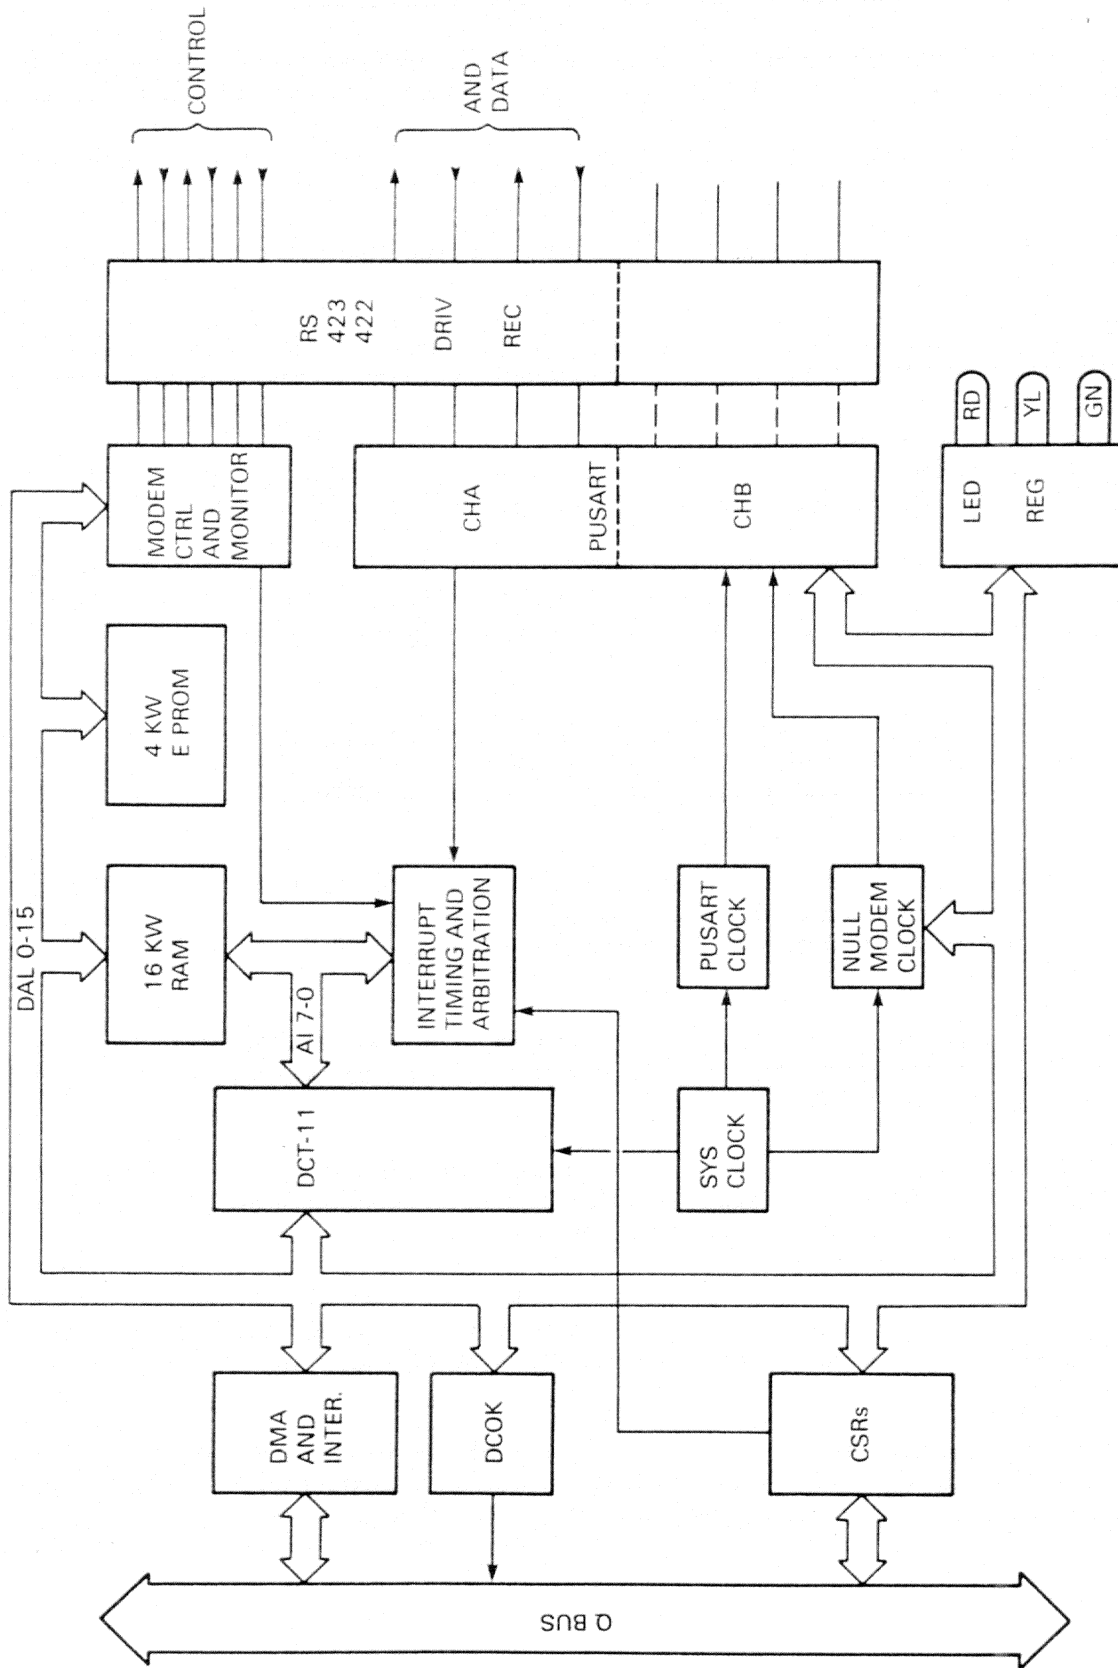 DAL 0-15
CONTROL
AND
DATA
MODEM
CTRL
AND
MONITOR
RS
423
422
DRIV
REC
4 KW
E PROM
16 KW
RAM
AI 7-0
INTERRUPT
TIMING AND
ARBITRATION
CHA
PUSART
CHB
DCT-11
PUSART
CLOCK
SYS
CLOCK
NULL
MODEM
CLOCK
LED
REG
RD
YL
GN
DMA
AND
INTER.
DCOK
CSRs
Q BUS